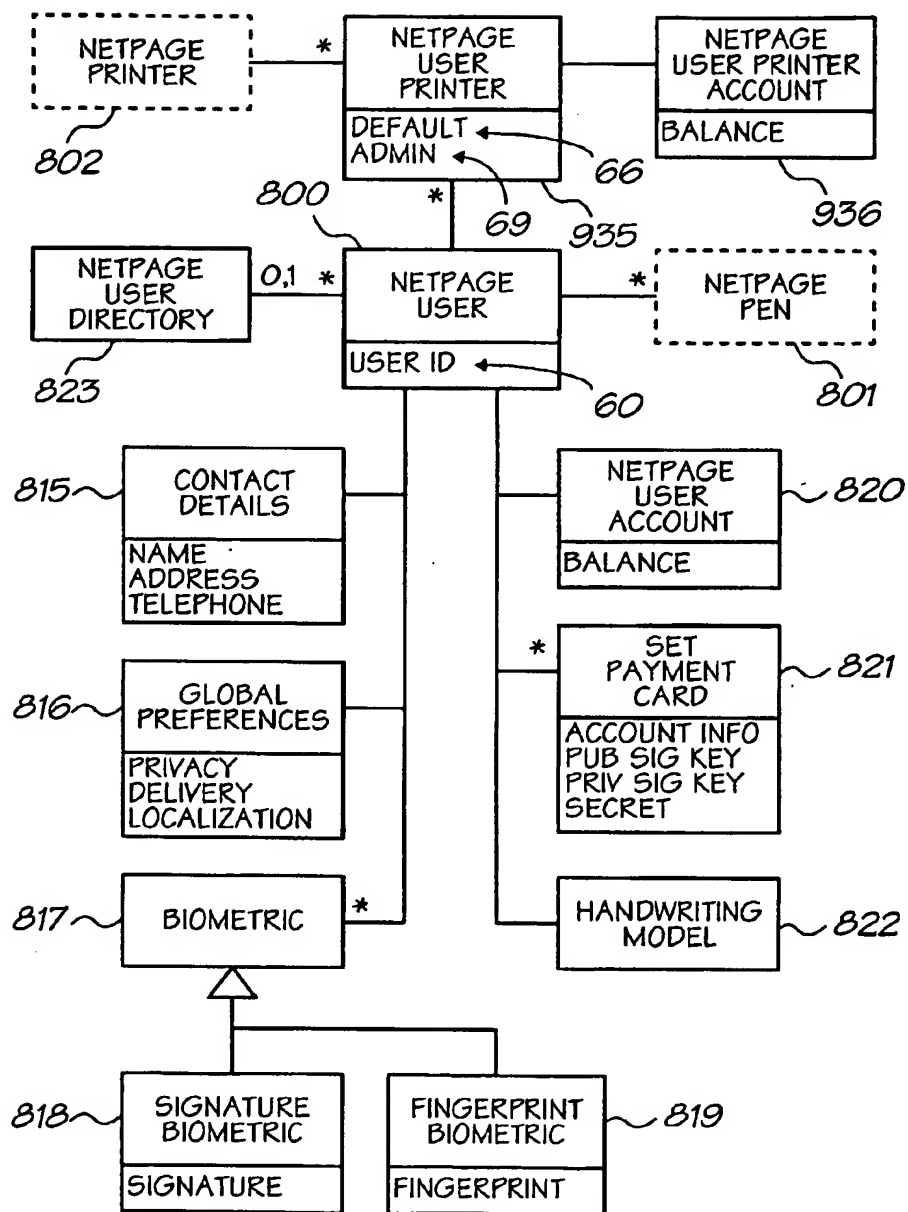 NETPAGE
PRINTER
802
*
NETPAGE
USER
PRINTER
DEFAULT
ADMIN
66
69
935
*
NETPAGE
USER PRINTER
ACCOUNT
BALANCE
936
800
NETPAGE
USER
DIRECTORY
823
0,1
*
NETPAGE
USER
USER ID
60
*
NETPAGE
PEN
801
815
CONTACT
DETAILS
NAME
ADDRESS
TELEPHONE
NETPAGE
USER
ACCOUNT
BALANCE
820
816
GLOBAL
PREFERENCES
PRIVACY
DELIVERY
LOCALIZATION
*
SET
PAYMENT
CARD
ACCOUNT INFO
PUB SIG KEY
PRIV SIG KEY
SECRET
821
817
BIOMETRIC
*
HANDWRITING
MODEL
822
818
SIGNATURE
BIOMETRIC
SIGNATURE
FINGERPRINT
BIOMETRIC
FINGERPRINT
819